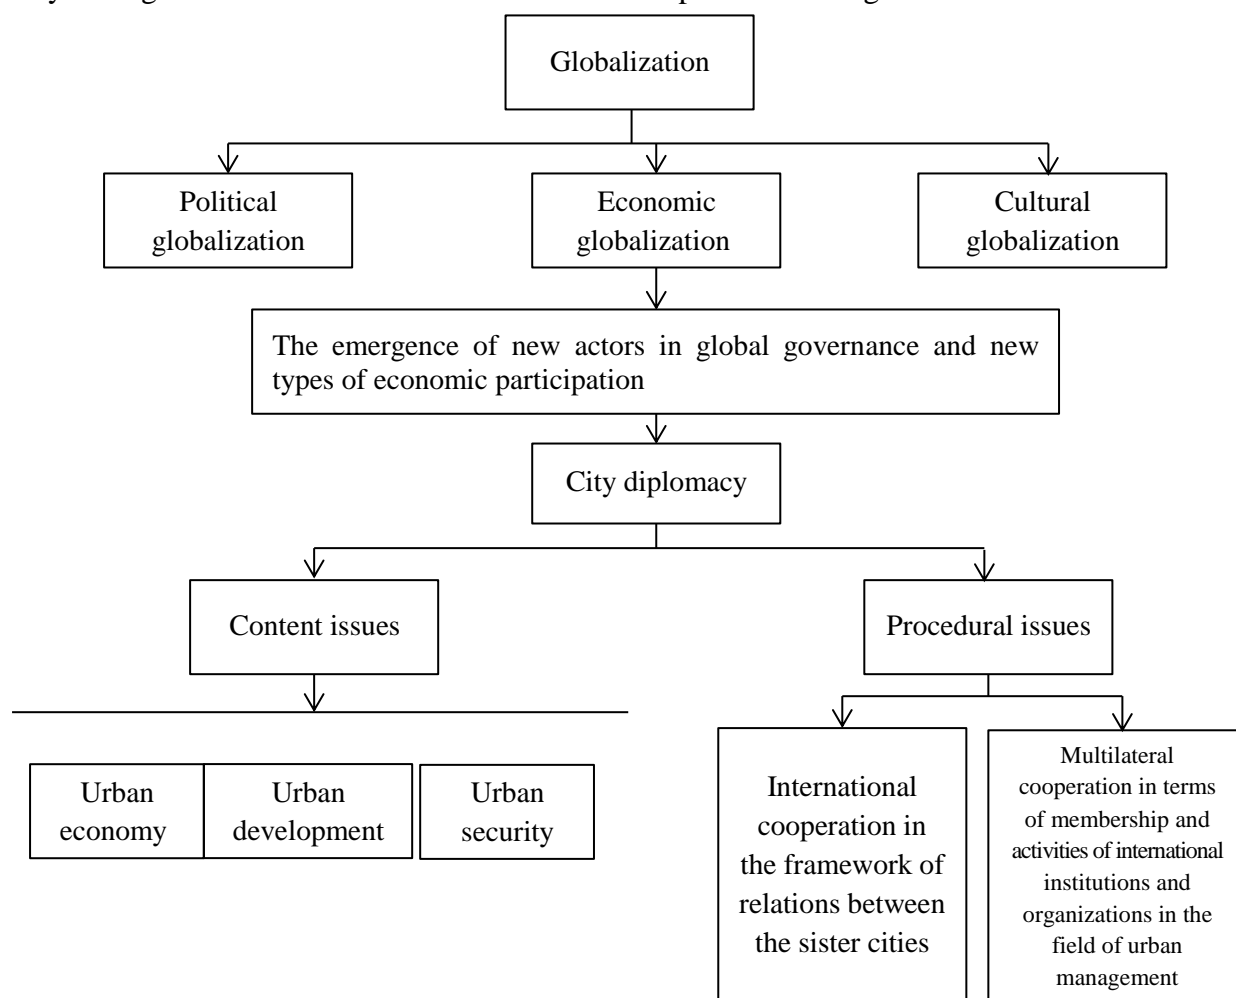 Globalization
Political
globalization
Economic
globalization
Cultural
globalization
The emergence of new actors in global governance and new
types of economic participation
City diplomacy
Content issues
Procedural issues
Urban
economy
Urban
development
Urban
security
International
cooperation in
the framework of
relations between
the sister cities
Multilateral
cooperation in terms
of membership and
activities of international
institutions and
organizations in the
field of urban
management